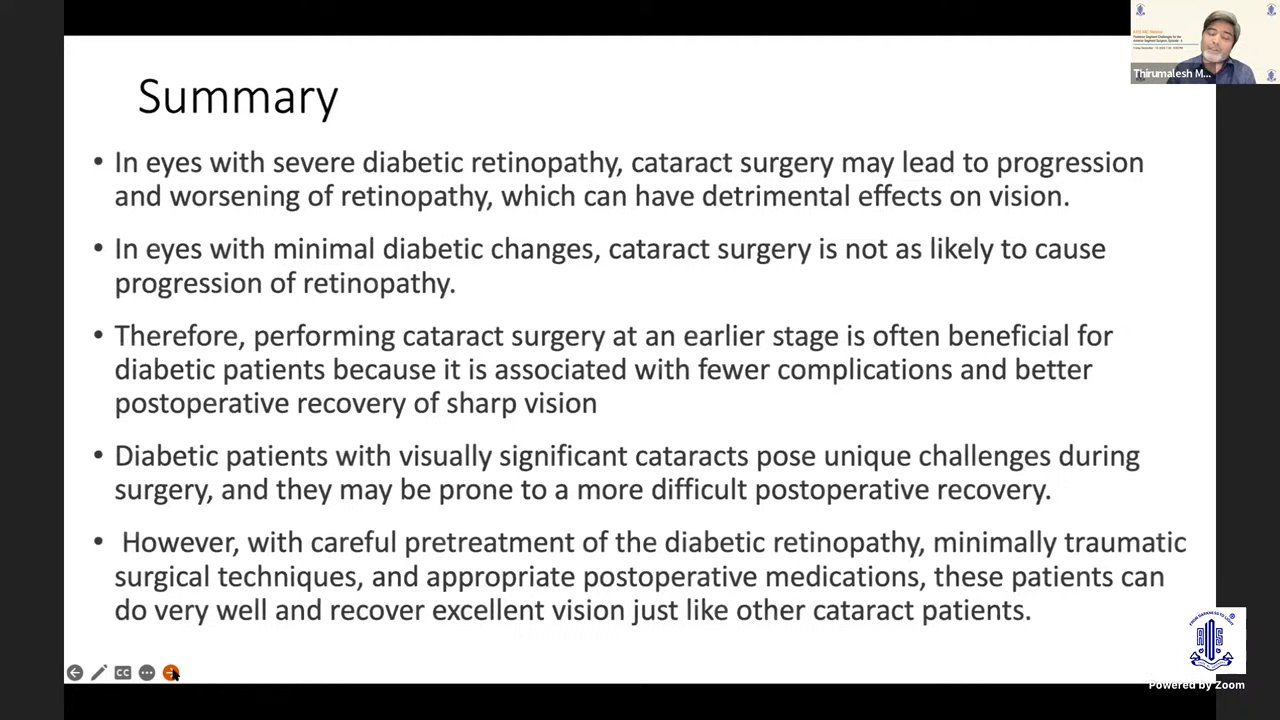 Summary
• In eyes with severe diabetic retinopathy, cataract surgery may lead to progression
and worsening of retinopathy, which can have detrimental effects on vision.
• In eyes with minimal diabetic changes, cataract surgery is not as likely to cause
progression of retinopathy.
• Therefore, performing cataract surgery at an earlier stage is often beneficial for
diabetic patients because it is associated with fewer complications and better
postoperative recovery of sharp vision
• Diabetic patients with visually significant cataracts pose unique challenges during
surgery, and they may be prone to a more difficult postoperative recovery.
• However, with careful pretreatment of the diabetic retinopathy, minimally traumatic
surgical techniques, and appropriate postoperative medications, these patients can
do very well and recover excellent vision just like other cataract patients.
Thirumalesh M...
CC
Powered by Zoom